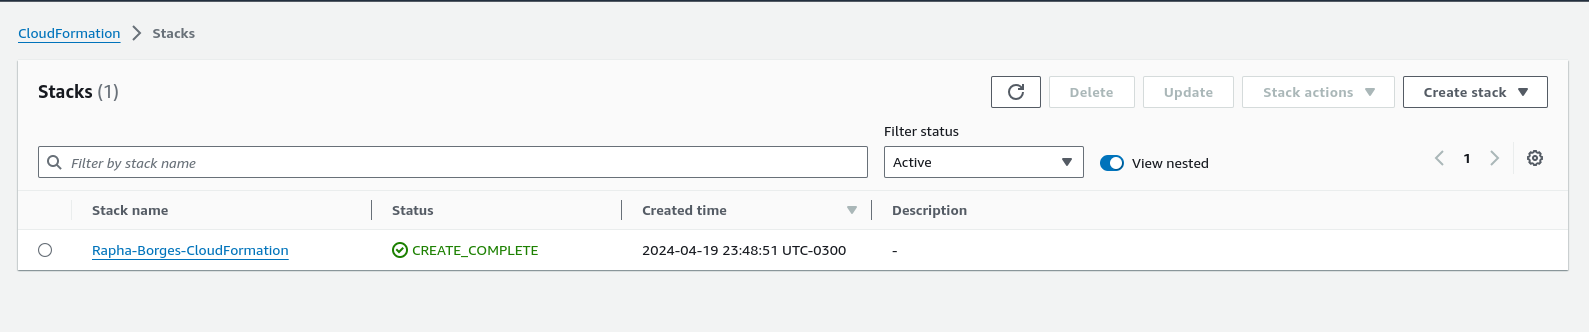 CloudFormation > Stacks
Stacks (1)
Delete
Update
Stack actions
Create stack
Filter status
Filter by stack name
Active
View nested
1
Stack name
Status
Created time
Description
Rapha-Borges-CloudFormation
CREATE_COMPLETE
2024-04-19 23:48:51 UTC-0300
-